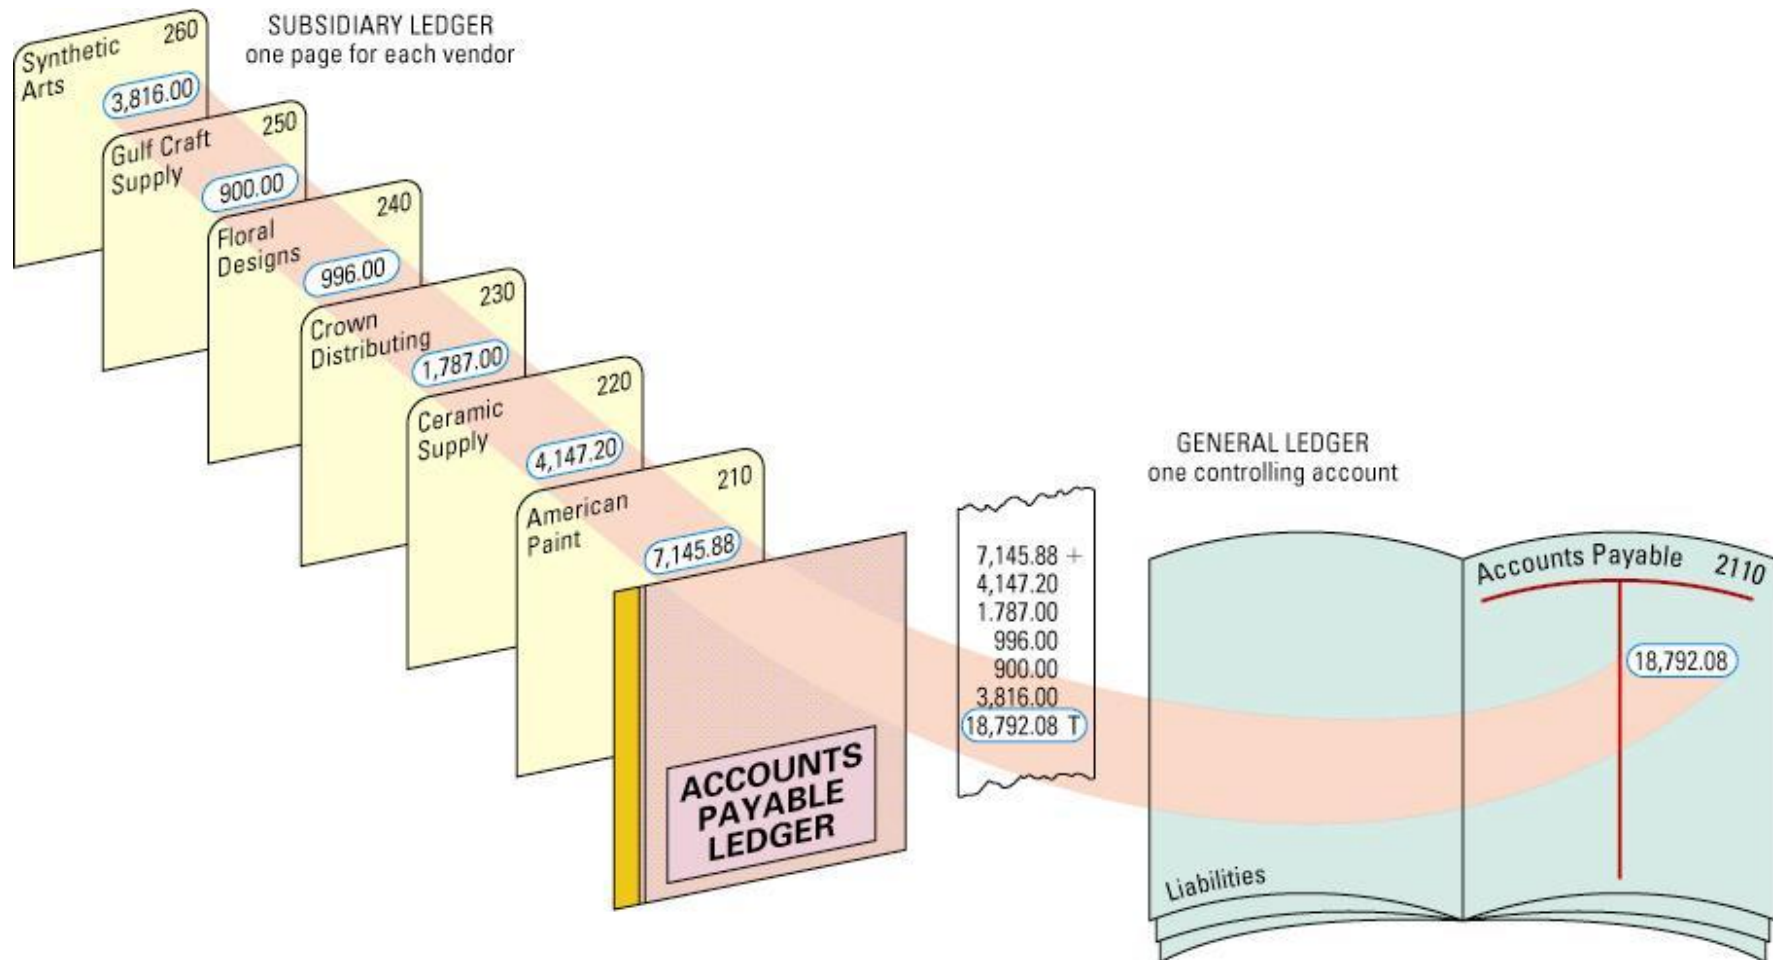 SUBSIDIARY LEDGER
one page for each vendor
Synthetic
Arts
260
3,816.00
Gulf Craft
Supply
250
900.00
Floral
Designs
240
996.00
Crown
Distributing
230
1,787.00
Ceramic
Supply
220
4,147.20
American
Paint
210
7,145.88
ACCOUNTS
PAYABLE
LEDGER
7,145.88 +
4,147.20
1.787.00
996.00
900.00
3,816.00
18,792.08 T
GENERAL LEDGER
one controlling account
Accounts Payable 2110
18,792.08
Liabilities